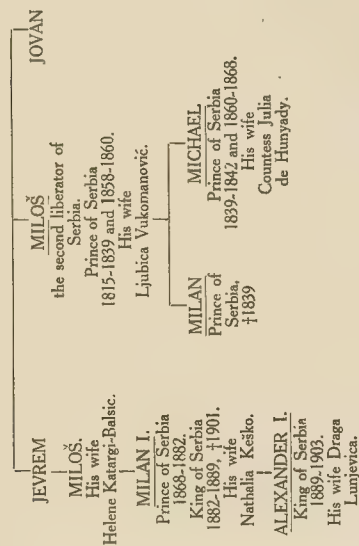 JEVREM
MILOŠ.
His wife
Helene Katargi-Balsic.
MILAN I.
Prince of Serbia
1868-1882.
King of Serbia
1882-1889, †1901.
His wife
Nathalia Keško.
ALEXANDER I.
King of Serbia
1889-1903.
His wife Draga
Lunjevica.
MILOŠ
the second liberator of
Serbia.
Prince of Serbia
1815-1839 and 1858-1860.
His wife
Ljubica Vukomanović.
MILAN
Prince of
Serbia,
†1839
MICHAEL
Prince of Serbia
1839-1842 and 1860-1868.
His wife
Countess Julia
de Hunyady.
JOVAN